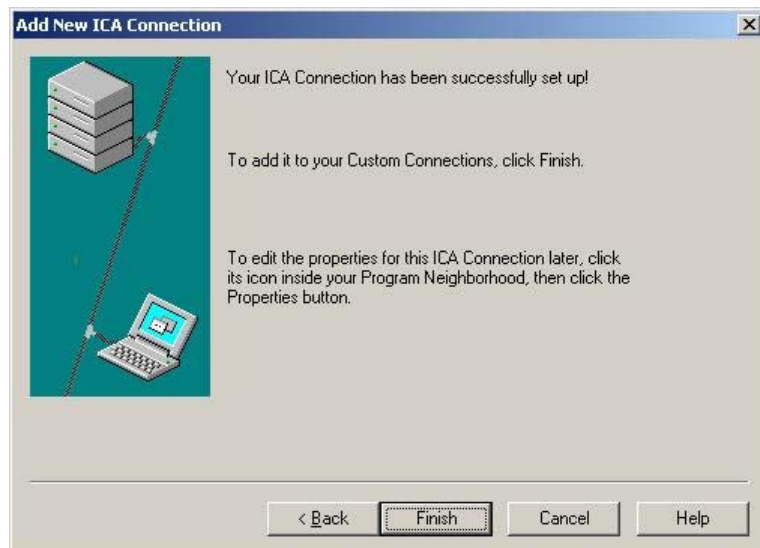 Add New ICA Connection
Your ICA Connection has been successfully set up!
To add it to your Custom Connections, click Finish.
To edit the properties for this ICA Connection later, click
its icon inside your Program Neighborhood, then click the
Properties button.
< Back
Finish
Cancel
Help